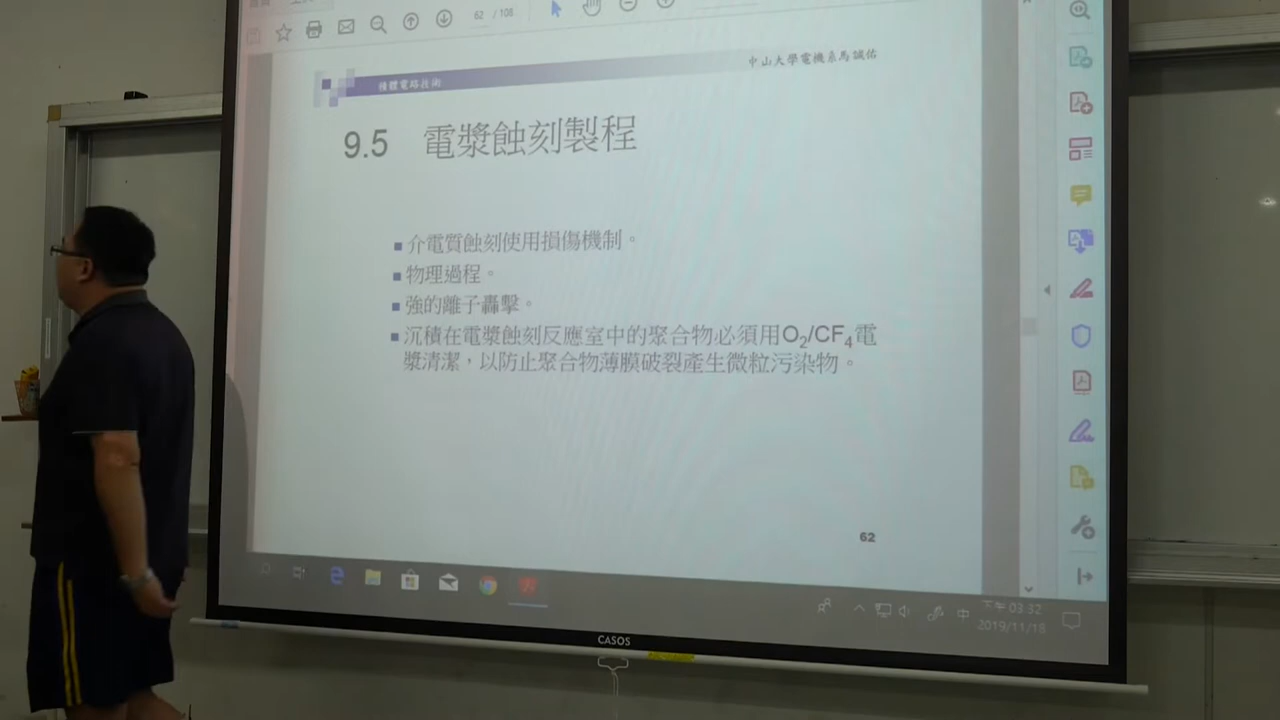 62 / 108
積體電路技術
中山大學電機系馬誠佑
9.5 電漿蝕刻製程
介電質蝕刻使用損傷機制。
物理過程。
強的離子轟擊。
沉積在電漿蝕刻反應室中的聚合物必須用O₂/CF₄電
漿清潔，以防止聚合物薄膜破裂產生微粒污染物。
62
中
下午 03:32
2019/11/18
CASOS